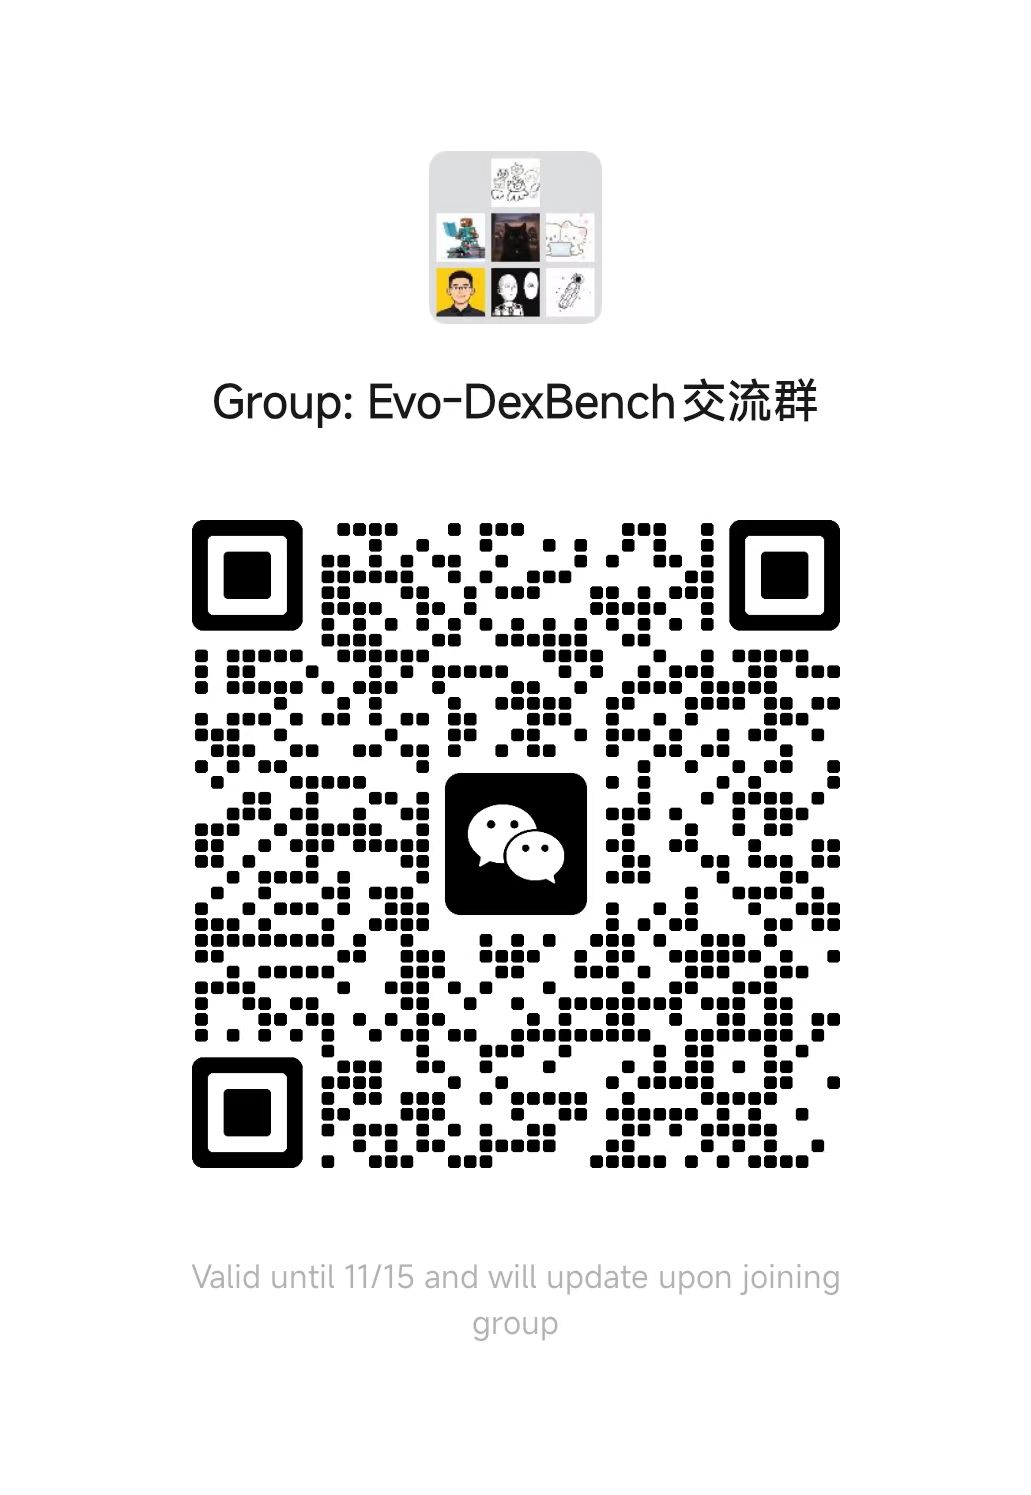 Group: Evo-DexBench交流群
Valid until 11/15 and will update upon joining
group